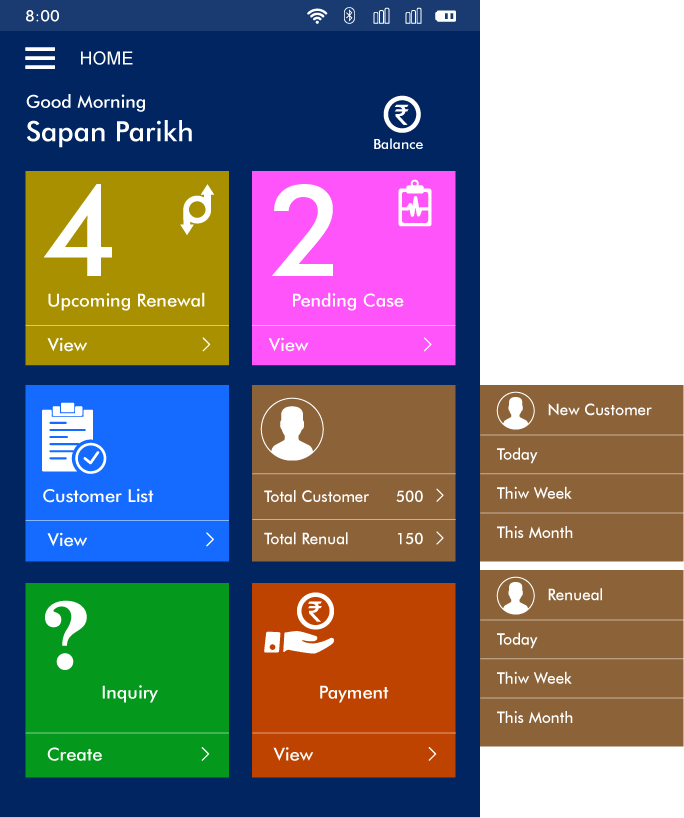 8:00
HOME
Good Morning
Sapan Parikh
₹
Balance
4
Upcoming Renewal
View
2
Pending Case
View
Customer List
View
Total Customer 500
Total Renual 150
New Customer
Today
Thiw Week
This Month
Renueal
Today
Thiw Week
This Month
?
Inquiry
Create
₹
Payment
View